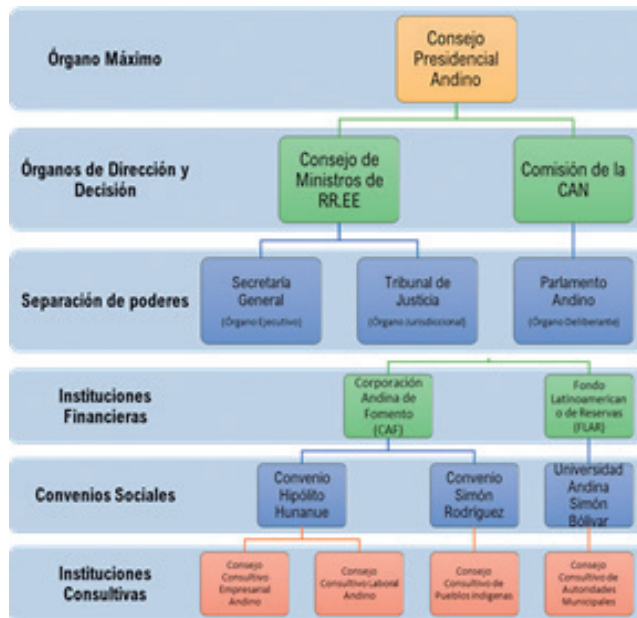 Órgano Máximo
Consejo
Presidencial
Andino
Órganos de Dirección y
Decisión
Consejo de
Ministros de
RR.EE
Comisión de la
CAN
Separación de poderes
Secretaría
General
(Órgano Ejecutivo)
Tribunal de
Justicia
(Órgano Jurisdiccional)
Parlamento
Andino
(Órgano Deliberante)
Instituciones
Financieras
Corporación
Andina de
Fomento
(CAF)
Fondo
Latinoamerican
o de Reservas
(FLAR)
Convenios Sociales
Convenio
Hipólito
Hunanue
Convenio
Simón
Rodríguez
Universidad
Andina
Simón
Bólivar
Instituciones
Consultivas
Consejo
Consultivo
Empresarial
Andino
Consejo
Consultivo Laboral
Andino
Consejo
Consultivo de
Pueblos indígenas
Consejo
Consultivo de
Autoridades
Municipales